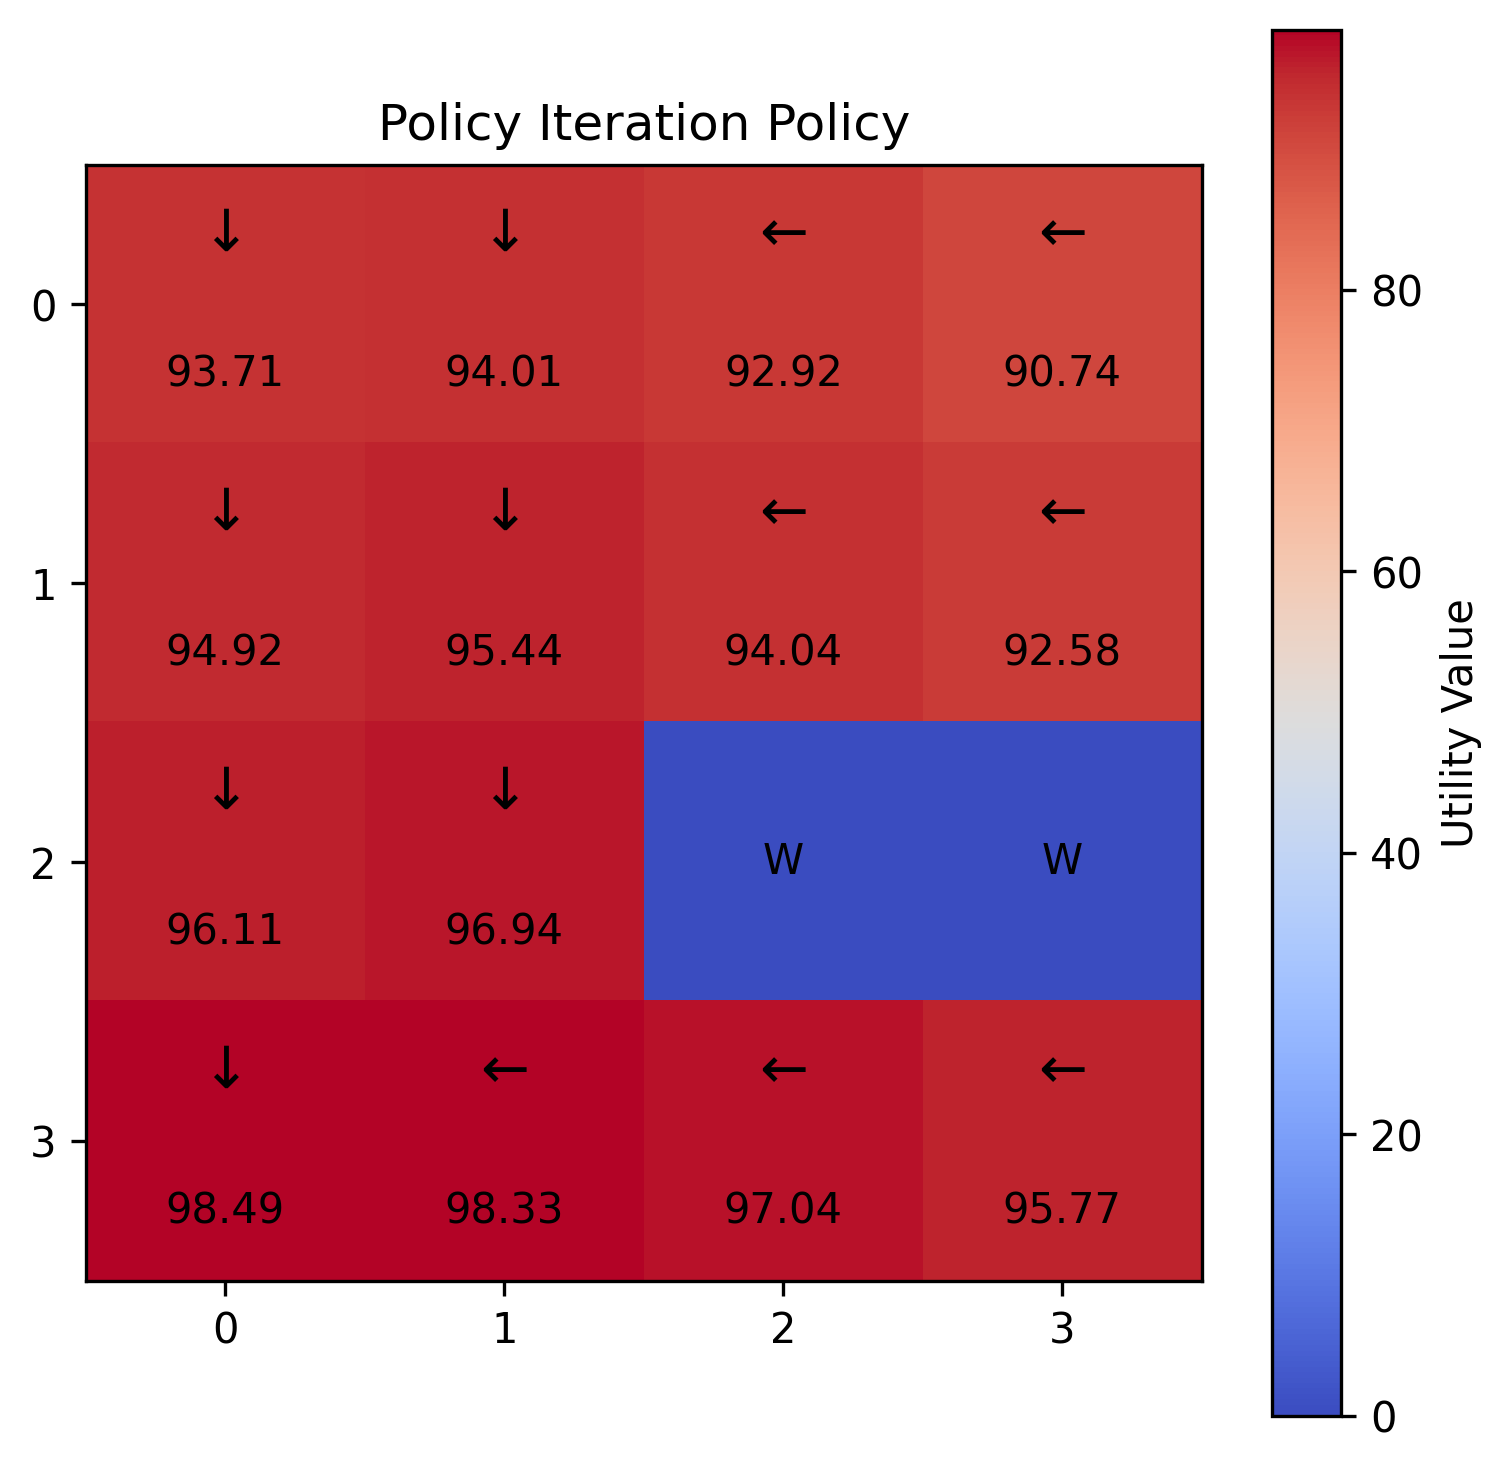 Policy Iteration Policy
↓ ↓ ← ←
0
93.71 94.01 92.92 90.74
↓ ↓ ← ←
1
94.92 95.44 94.04 92.58
↓ ↓
2 W W
96.11 96.94
↓ ← ← ←
3
98.49 98.33 97.04 95.77
0 1 2 3
80
60
40
20
0
Utility Value